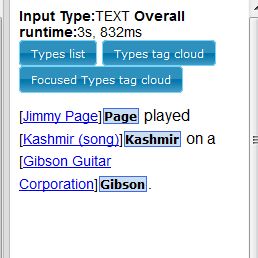 Input Type:TEXT Overall
runtime:3s, 832ms
Types list Types tag cloud
Focused Types tag cloud
[Jimmy Page]Page played
[Kashmir (song)]Kashmir on a
[Gibson Guitar
Corporation]Gibson.